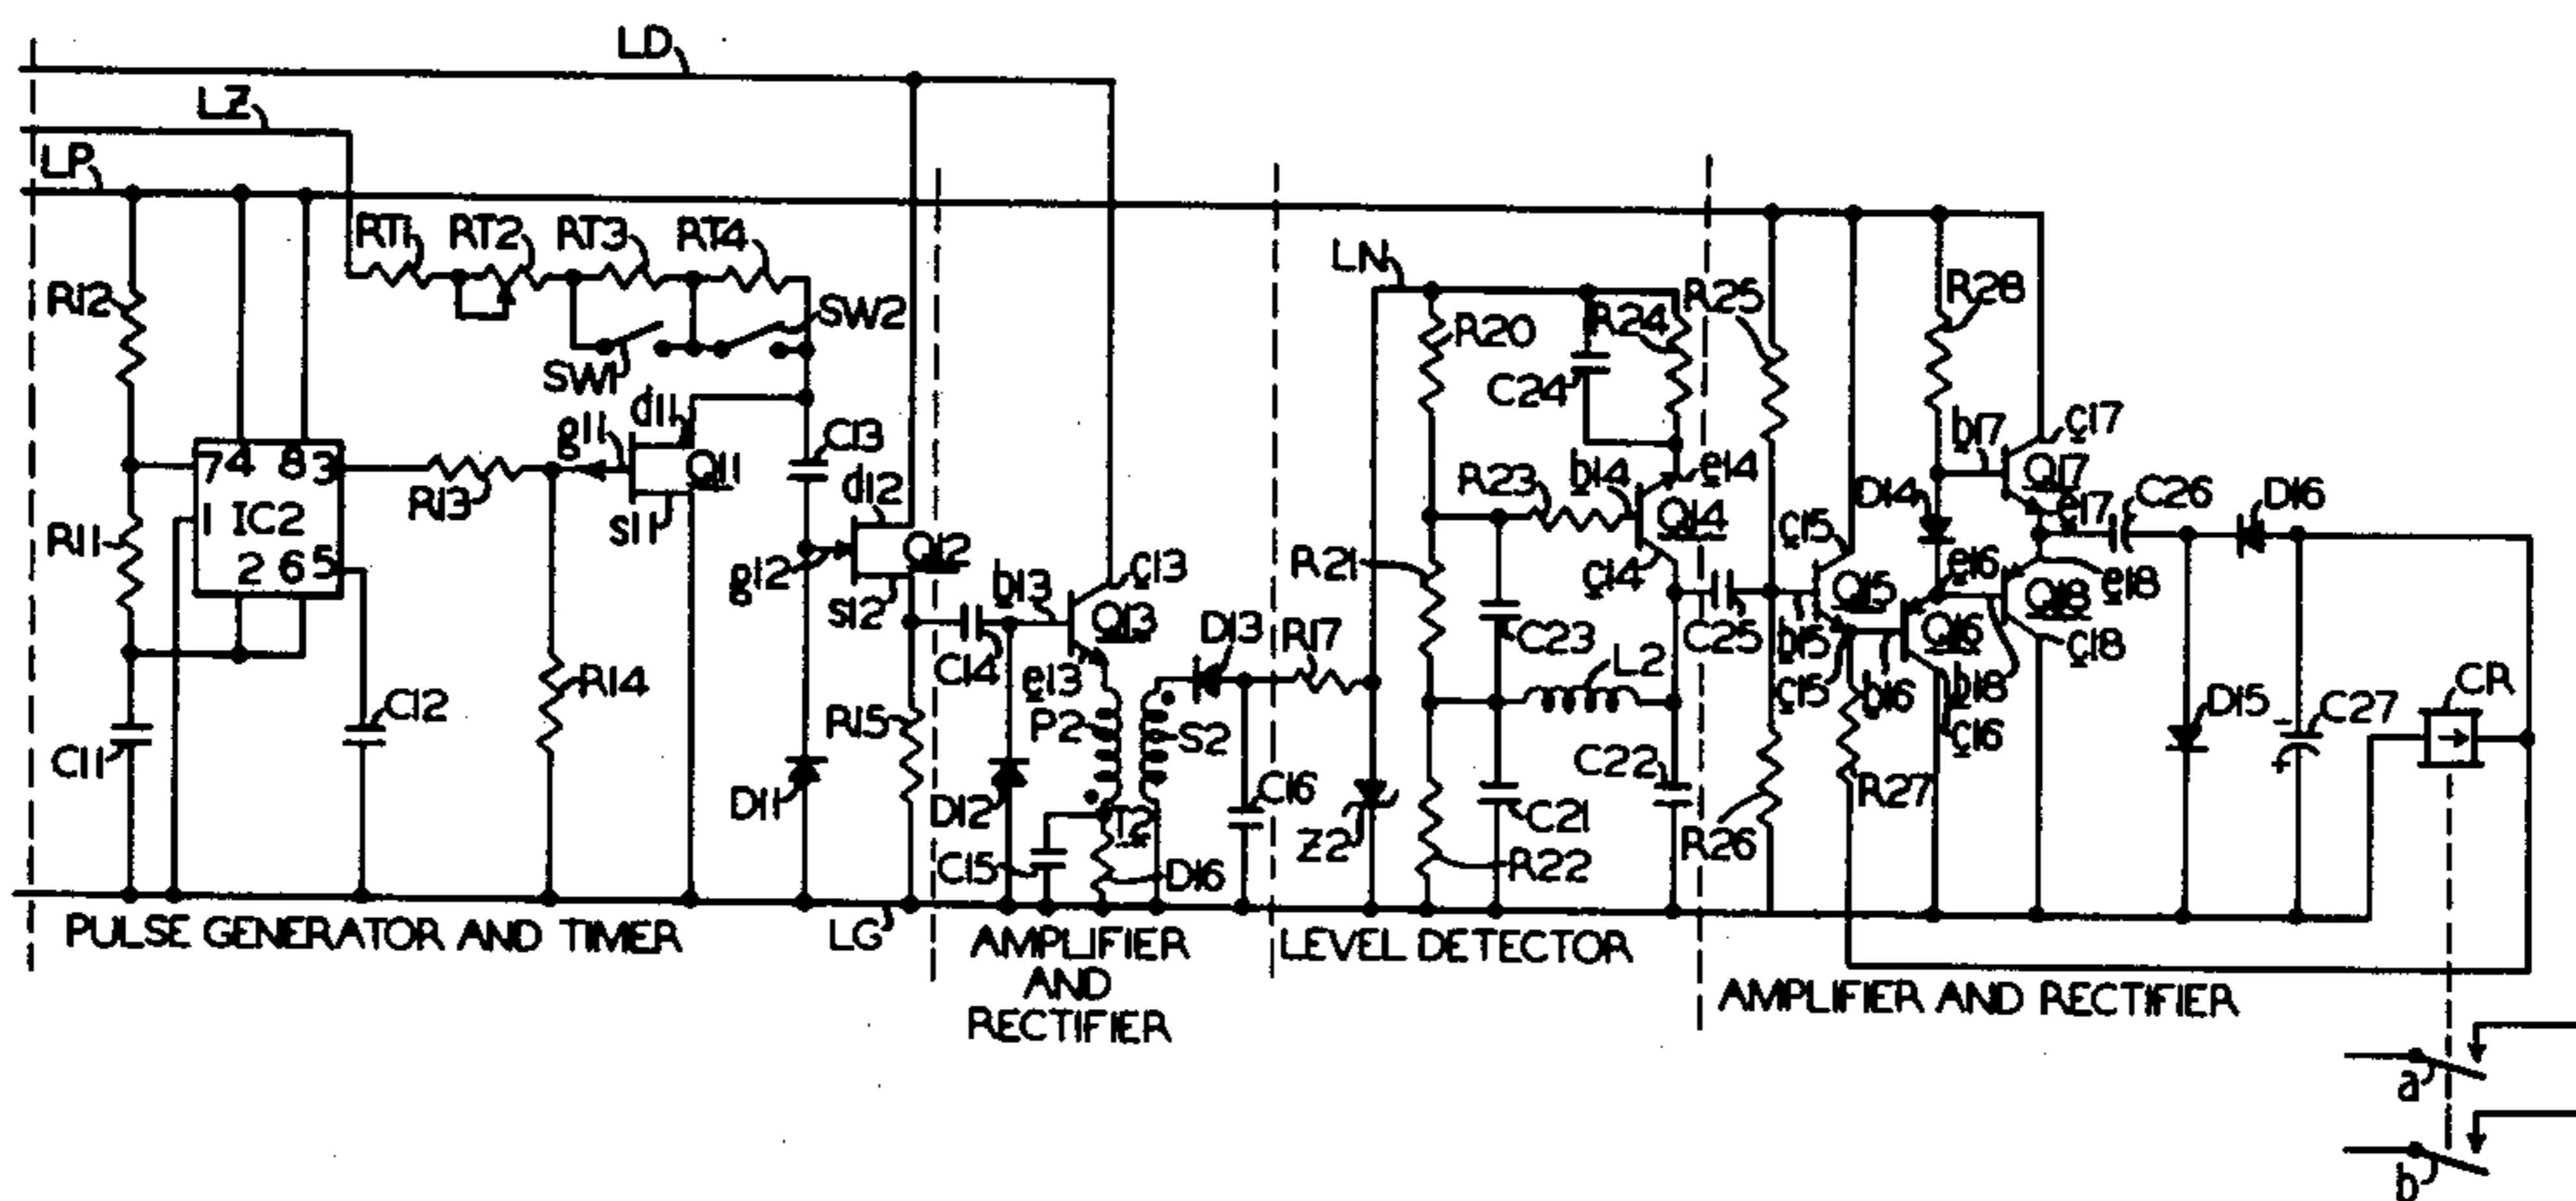 LD
LZ
LP
RT1 RT2 RT3 RT4
LN
R12
R20
R24
R25
R28
SW2
SW1
C24
d11
g11
C13
b17
c17
7 4 8 3
Q11
R23
b14
e14
Q17
R13
d12
D14
e17
C26
D16
1 IC2
s11
Q14
R11
Q12
R21
c15
2 6 5
g12
b13
c13
c14
Q15
e16
Q18
e18
s12
Q13
D13
R17
C23
C25
b15
Q16
c18
C14
L2
c15
b16
b18
R14
e13
CR
C12
R15
P2
S2
c16
D15
C27
C11
C22
D11
D12
C16
R27
T2
Z2
C21
R26
C15
D16
R22
-
+
PULSE GENERATOR AND TIMER
LG
AMPLIFIER
AND
RECTIFIER
LEVEL DETECTOR
AMPLIFIER AND RECTIFIER
a
b